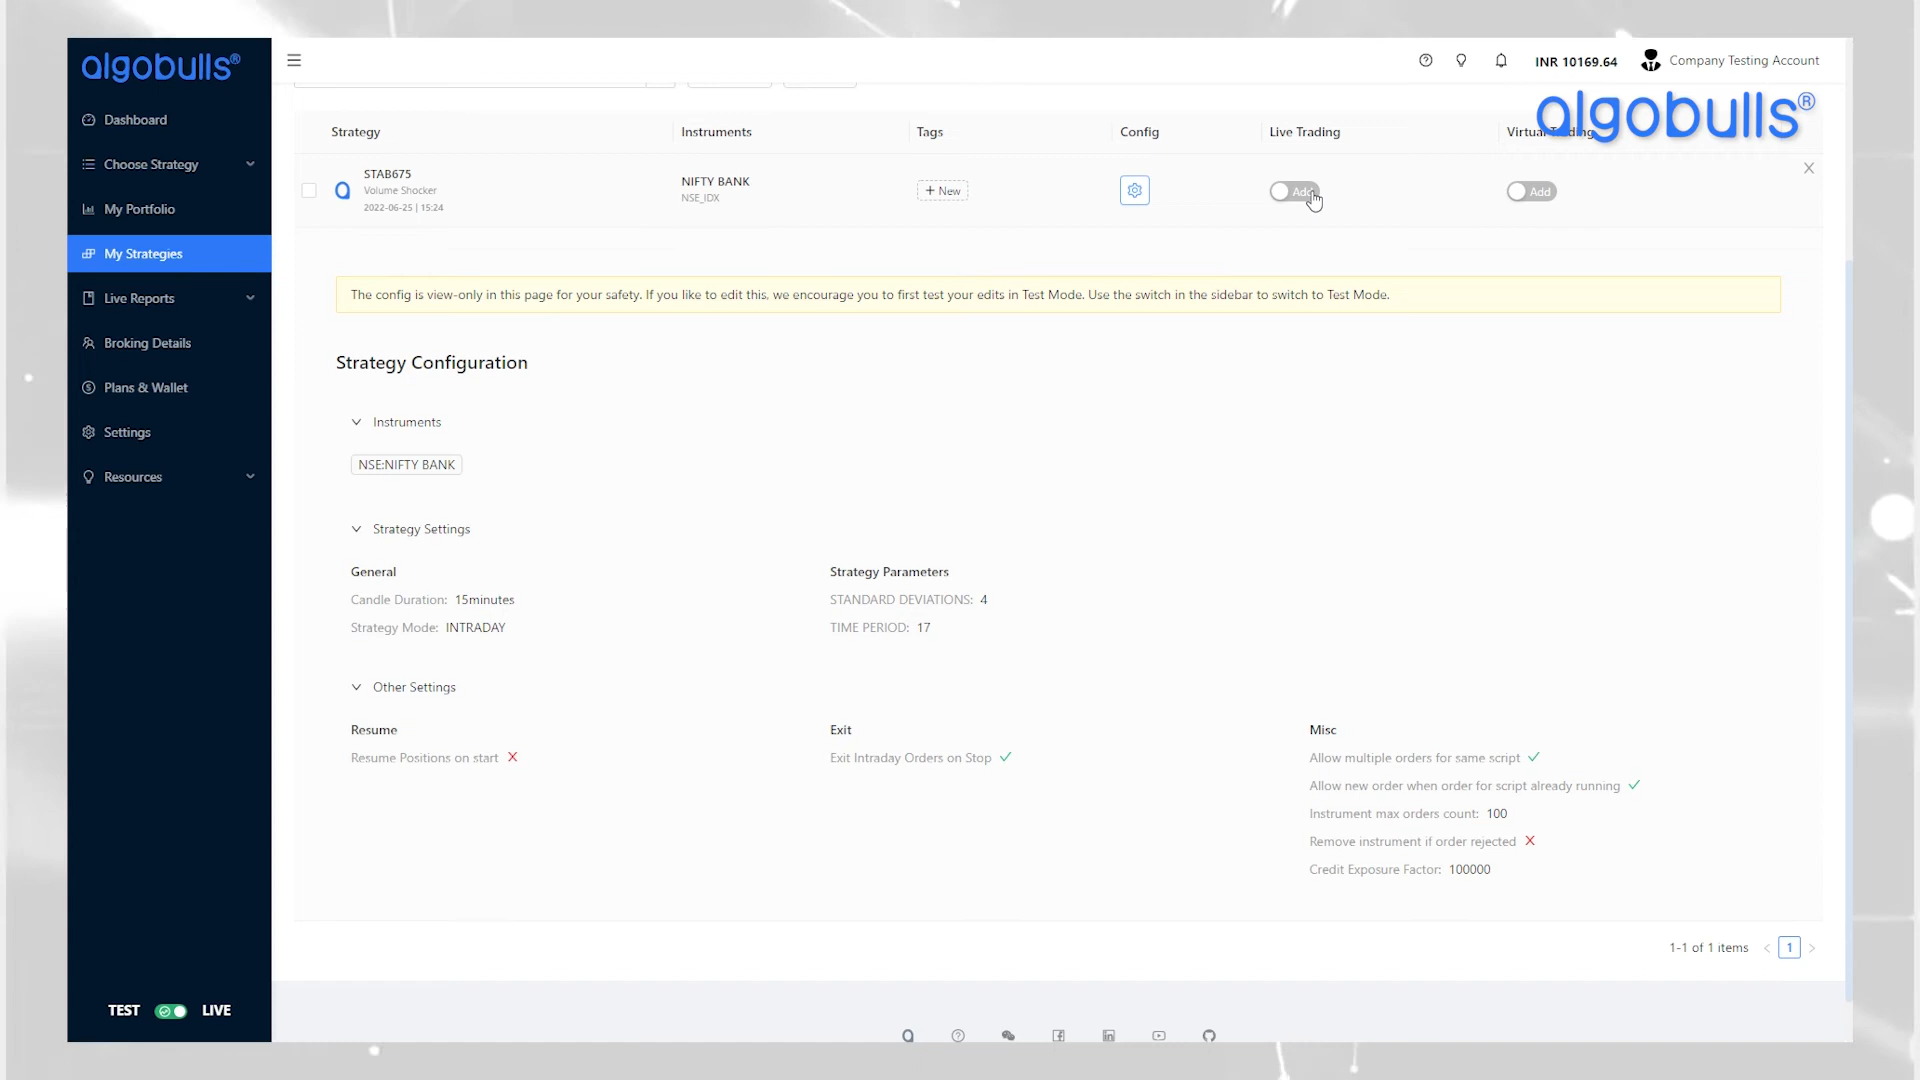 algobulls®
INR 10169.64
Company Testing Account
algobulls®
Dashboard
Choose Strategy
My Portfolio
My Strategies
Live Reports
Broking Details
Plans & Wallet
Settings
Resources
TEST
LIVE
Strategy
Instruments
Tags
Config
Live Trading
Virtual Trading
STAB675
Volume Shocker
2022-06-25 | 15:24
NIFTY BANK
NSE_IDX
+ New
Add
Add
The config is view-only in this page for your safety. If you like to edit this, we encourage you to first test your edits in Test Mode. Use the switch in the sidebar to switch to Test Mode.
Strategy Configuration
Instruments
NSE:NIFTY BANK
Strategy Settings
General
Candle Duration: 15minutes
Strategy Mode: INTRADAY
Strategy Parameters
STANDARD DEVIATIONS: 4
TIME PERIOD: 17
Other Settings
Resume
Resume Positions on start
Exit
Exit Intraday Orders on Stop
Misc
Allow multiple orders for same script
Allow new order when order for script already running
Instrument max orders count: 100
Remove instrument if order rejected
Credit Exposure Factor: 100000
1-1 of 1 items
1